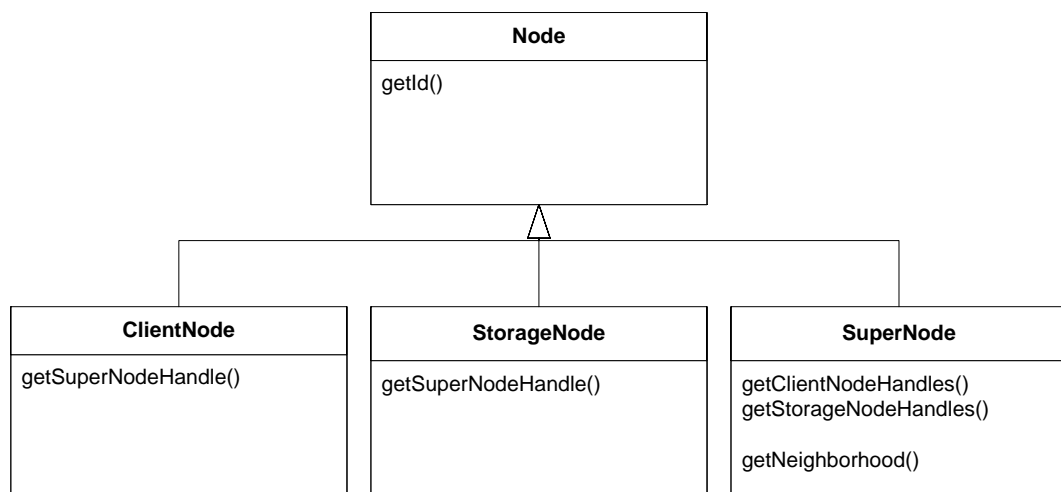 Node
getId()
ClientNode
getSuperNodeHandle()
StorageNode
getSuperNodeHandle()
SuperNode
getClientNodeHandles()
getStorageNodeHandles()
getNeighborhood()